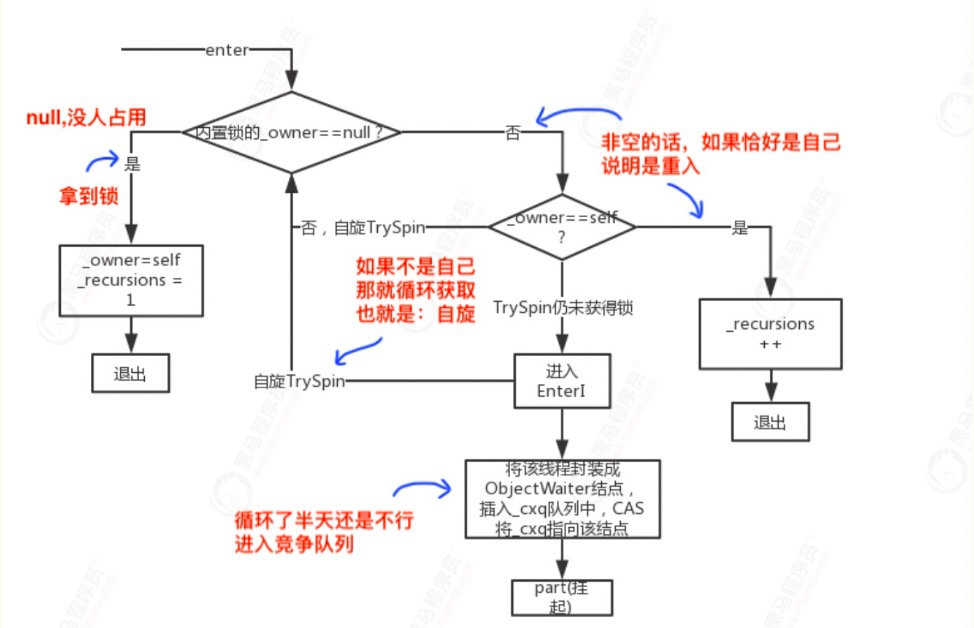 enter
null,没人占用
内置锁的_owner==null？
否
是
拿到锁
非空的话，如果恰好是自己
说明是重入
_owner==self
？
否，自旋TrySpin
是
_owner=self
_recursions =
1
如果不是自己
那就循环获取
也就是：自旋
TrySpin仍未获得锁
_recursions
++
退出
自旋TrySpin
进入
EnterI
退出
将该线程封装成
ObjectWaiter结点，
插入_cxq队列中，CAS
将_cxq指向该结点
循环了半天还是不行
进入竞争队列
part(挂
起)
黑马程序员